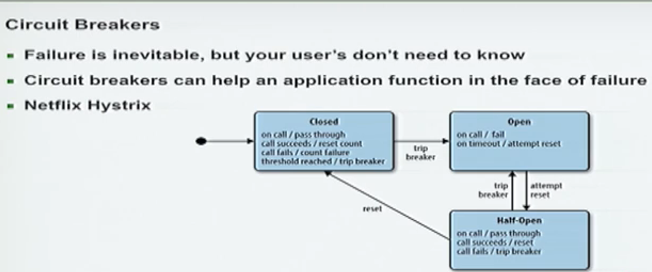 Circuit Breakers
Failure is inevitable, but your user's don't need to know
Circuit breakers can help an application function in the face of failure
Netflix Hystrix
Closed
on call / pass through
call succeeds / reset count
call fails / count failure
threshold reached / trip breaker
trip
breaker
Open
on call / fail
on timeout / attempt reset
trip
breaker
attempt
reset
reset
Half-Open
on call / pass through
call succeeds / reset
call fails / trip breaker